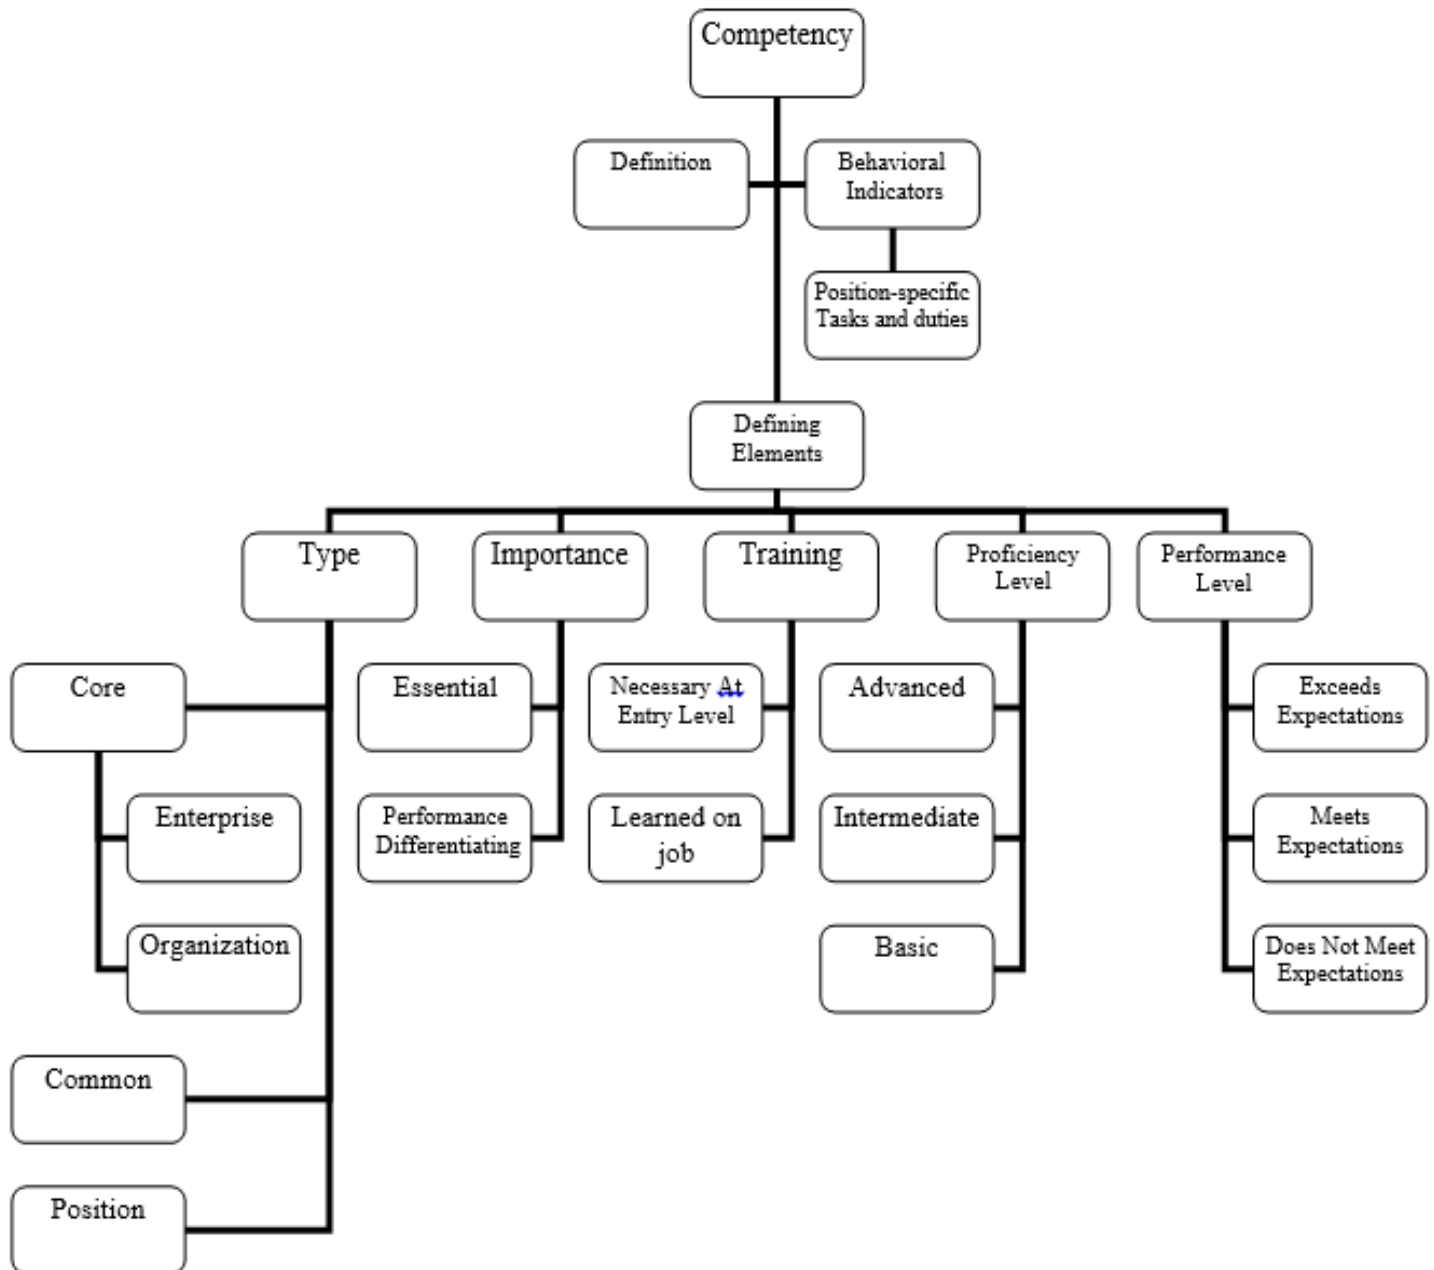 Competency
Definition
Behavioral
Indicators
Position-specific
Tasks and duties
Defining
Elements
Type
Importance
Training
Proficiency
Level
Performance
Level
Core
Essential
Necessary At
Entry Level
Advanced
Exceeds
Expectations
Enterprise
Performance
Differentiating
Learned on
job
Intermediate
Meets
Expectations
Organization
Basic
Does Not Meet
Expectations
Common
Position